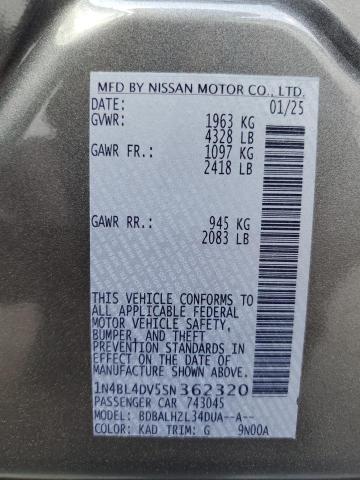 MFD BY NISSAN MOTOR CO., LTD.
DATE: 01/25
GVWR: 1963 KG
4328 LB
GAWR FR.: 1097 KG
2418 LB
GAWR RR.: 945 KG
2083 LB
THIS VEHICLE CONFORMS TO
ALL APPLICABLE FEDERAL
MOTOR VEHICLE SAFETY,
BUMPER, AND THEFT
PREVENTION STANDARDS
IN EFFECT ON THE DATE OF
MANUFACTURE SHOWN ABOVE.
1N4BL4DV5SN362320
PASSENGER CAR 743045
MODEL: BDBALHZL34DUA--A--
COLOR: KAD TRIM: G 9N00A